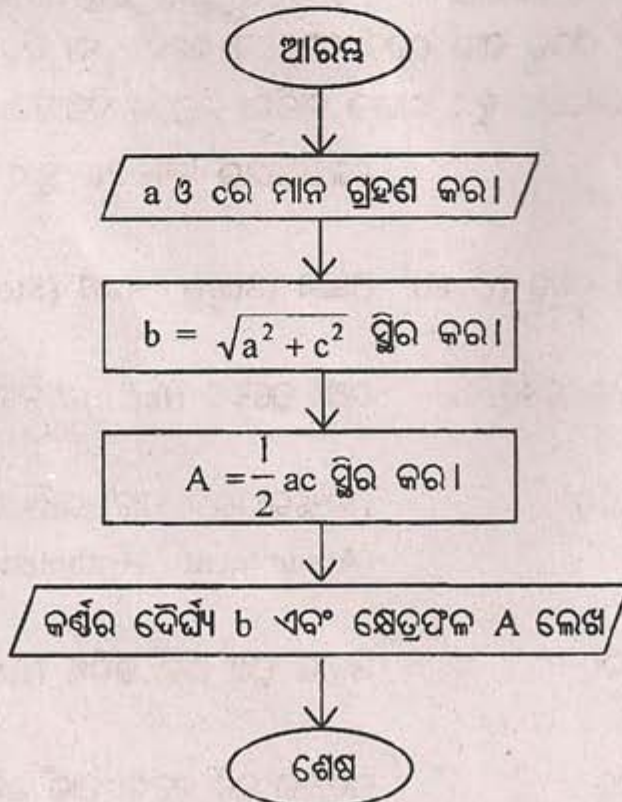 ଆରମ୍ଭ
a ଓ cର ମାନ ଗ୍ରହଣ କର।
b = √a² + c² ସ୍ଥିର କର।
A = 1/2 ac ସ୍ଥିର କର।
କର୍ଣ୍ଣର ଦୈର୍ଘ୍ୟ b ଏବଂ କ୍ଷେତ୍ରଫଳ A ଲେଖ
ଶେଷ